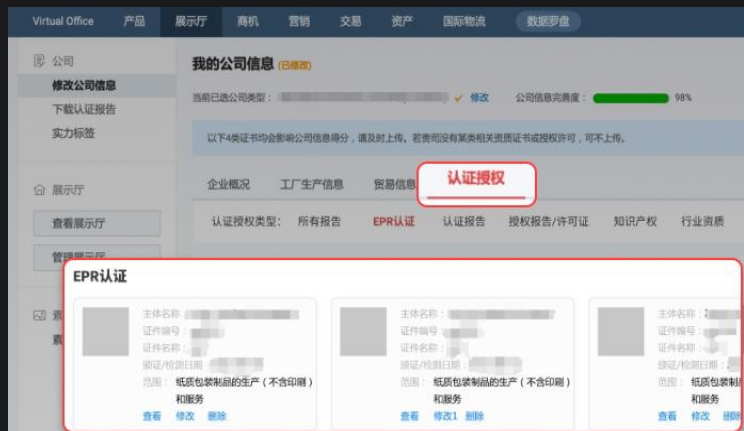 Virtual Office 产品 展示厅 商机 营销 交易 资产 国际物流 数据罗盘
公司
修改公司信息
下载认证报告
实力标签
展示厅
查看展示厅
管理展示厅
我的公司信息 (已修改)
当前已选公司类型： 修改 公司信息完善度： 98%
以下4类证书均会影响公司信息得分，请及时上传。若贵司没有某类相关资质证书或授权许可，可不上传。
企业概况 工厂生产信息 贸易信息 认证授权
认证授权类型： 所有报告 EPR认证 认证报告 授权报告/许可证 知识产权 行业资质
EPR认证
主体名称： 主体名称： 主体名称：
证件编号： 证件编号： 证件编号：
证件名称： 证件名称： 证件名称：
颁证/检测日期： 颁证/检测日期： 颁证/检测日期：
范围： 纸质包装制品的生产（不含印刷） 范围： 纸质包装制品的生产（不含印刷） 范围： 纸质包装制
和服务 和服务 和服务
查看 修改 删除 查看 修改1 删除 查看 修改 删除